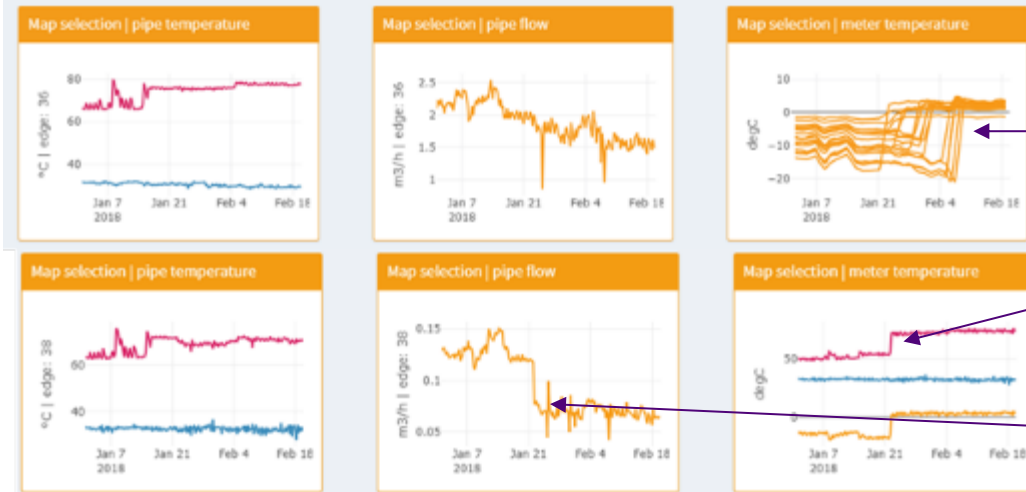 Map selection | pipe temperature
80
60
40
°C | edge: 36
Jan 7
2018
Jan 21
Feb 4
Feb 18
Map selection | pipe flow
2.5
2
1.5
1
m3/h | edge: 36
Jan 7
2018
Jan 21
Feb 4
Feb 18
Map selection | meter temperature
10
0
−10
−20
degC
Jan 7
2018
Jan 21
Feb 4
Feb 18
Map selection | pipe temperature
60
40
°C | edge: 38
Jan 7
2018
Jan 21
Feb 4
Feb 18
Map selection | pipe flow
0.15
0.1
0.05
m3/h | edge: 38
Jan 7
2018
Jan 21
Feb 4
Feb 18
Map selection | meter temperature
50
0
degC
Jan 7
2018
Jan 21
Feb 4
Feb 18